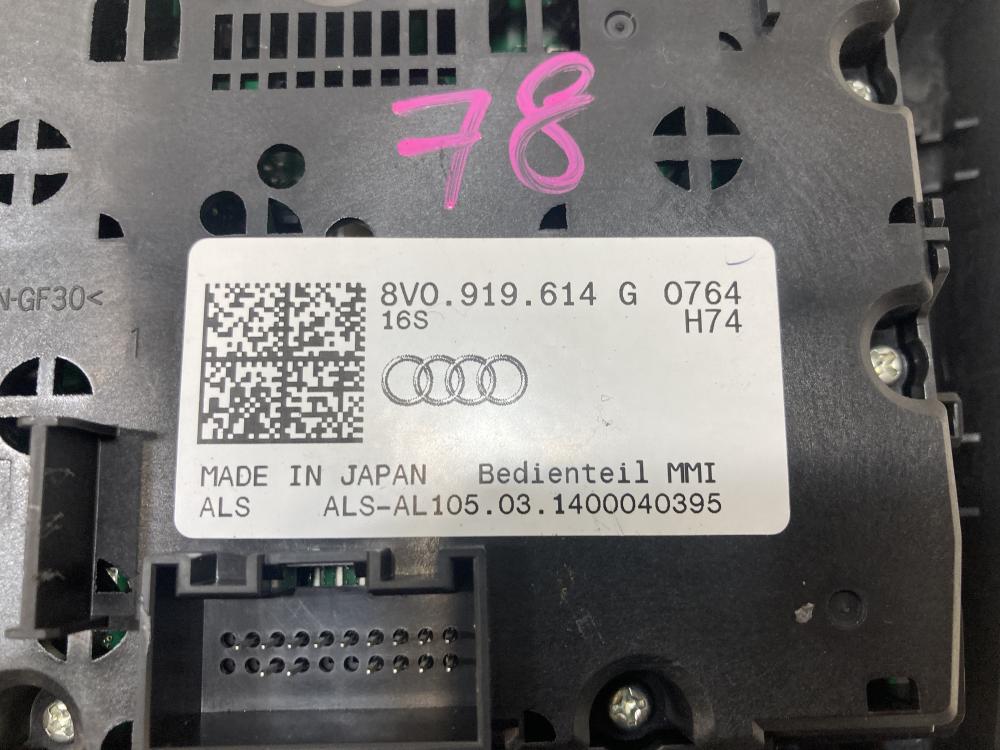 78
8V0.919.614 G 0764
16S H74
N-GF30<
1
MADE IN JAPAN Bedienteil MMI
ALS ALS-AL105.03.1400040395